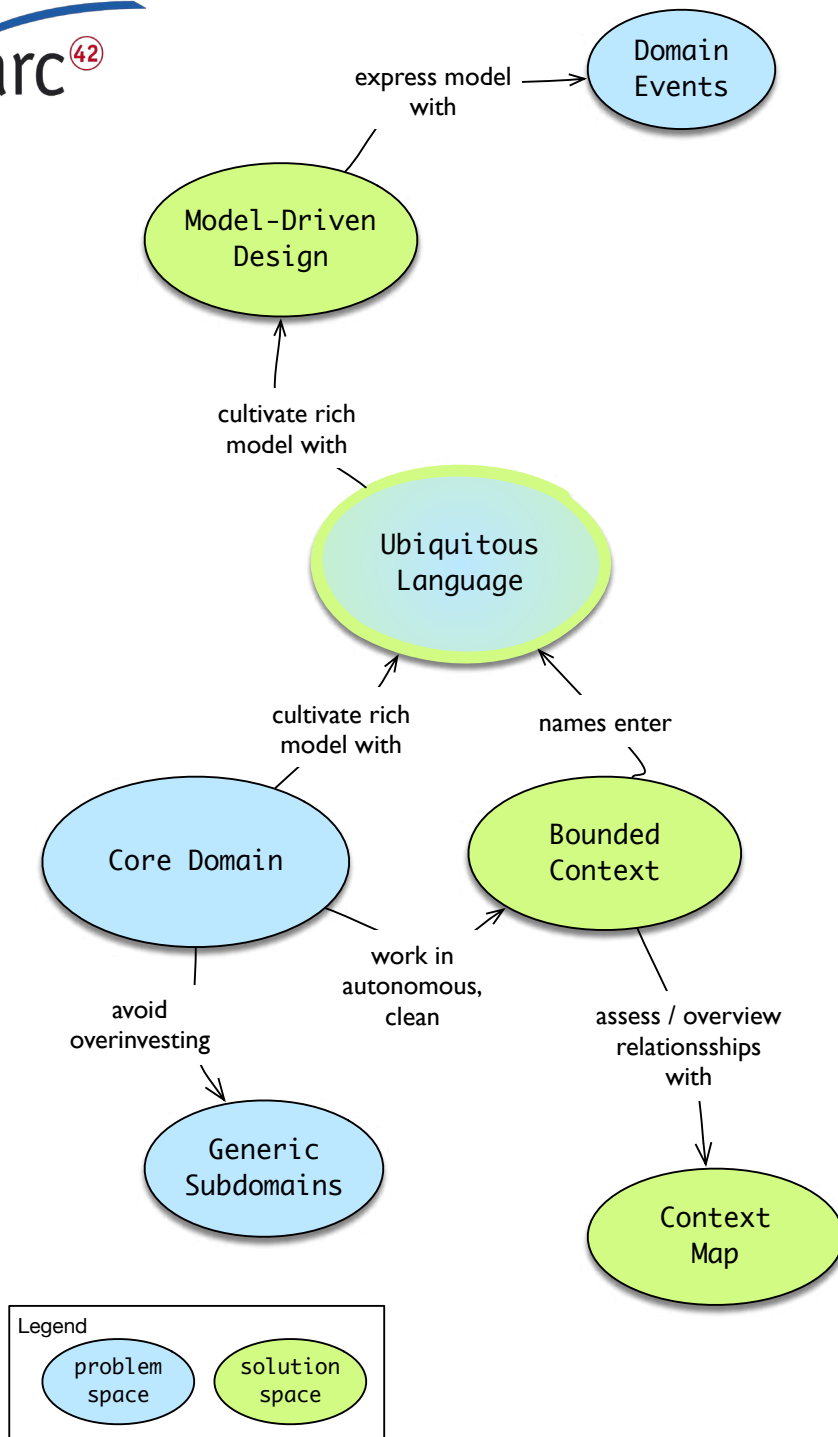 arc
42
Domain
Events
express model
with
Model-Driven
Design
cultivate rich
model with
Ubiquitous
Language
cultivate rich
model with
names enter
Core Domain
Bounded
Context
work in
autonomous,
clean
avoid
overinvesting
assess / overview
relationsships
with
Generic
Subdomains
Context
Map
Legend
problem
space
solution
space